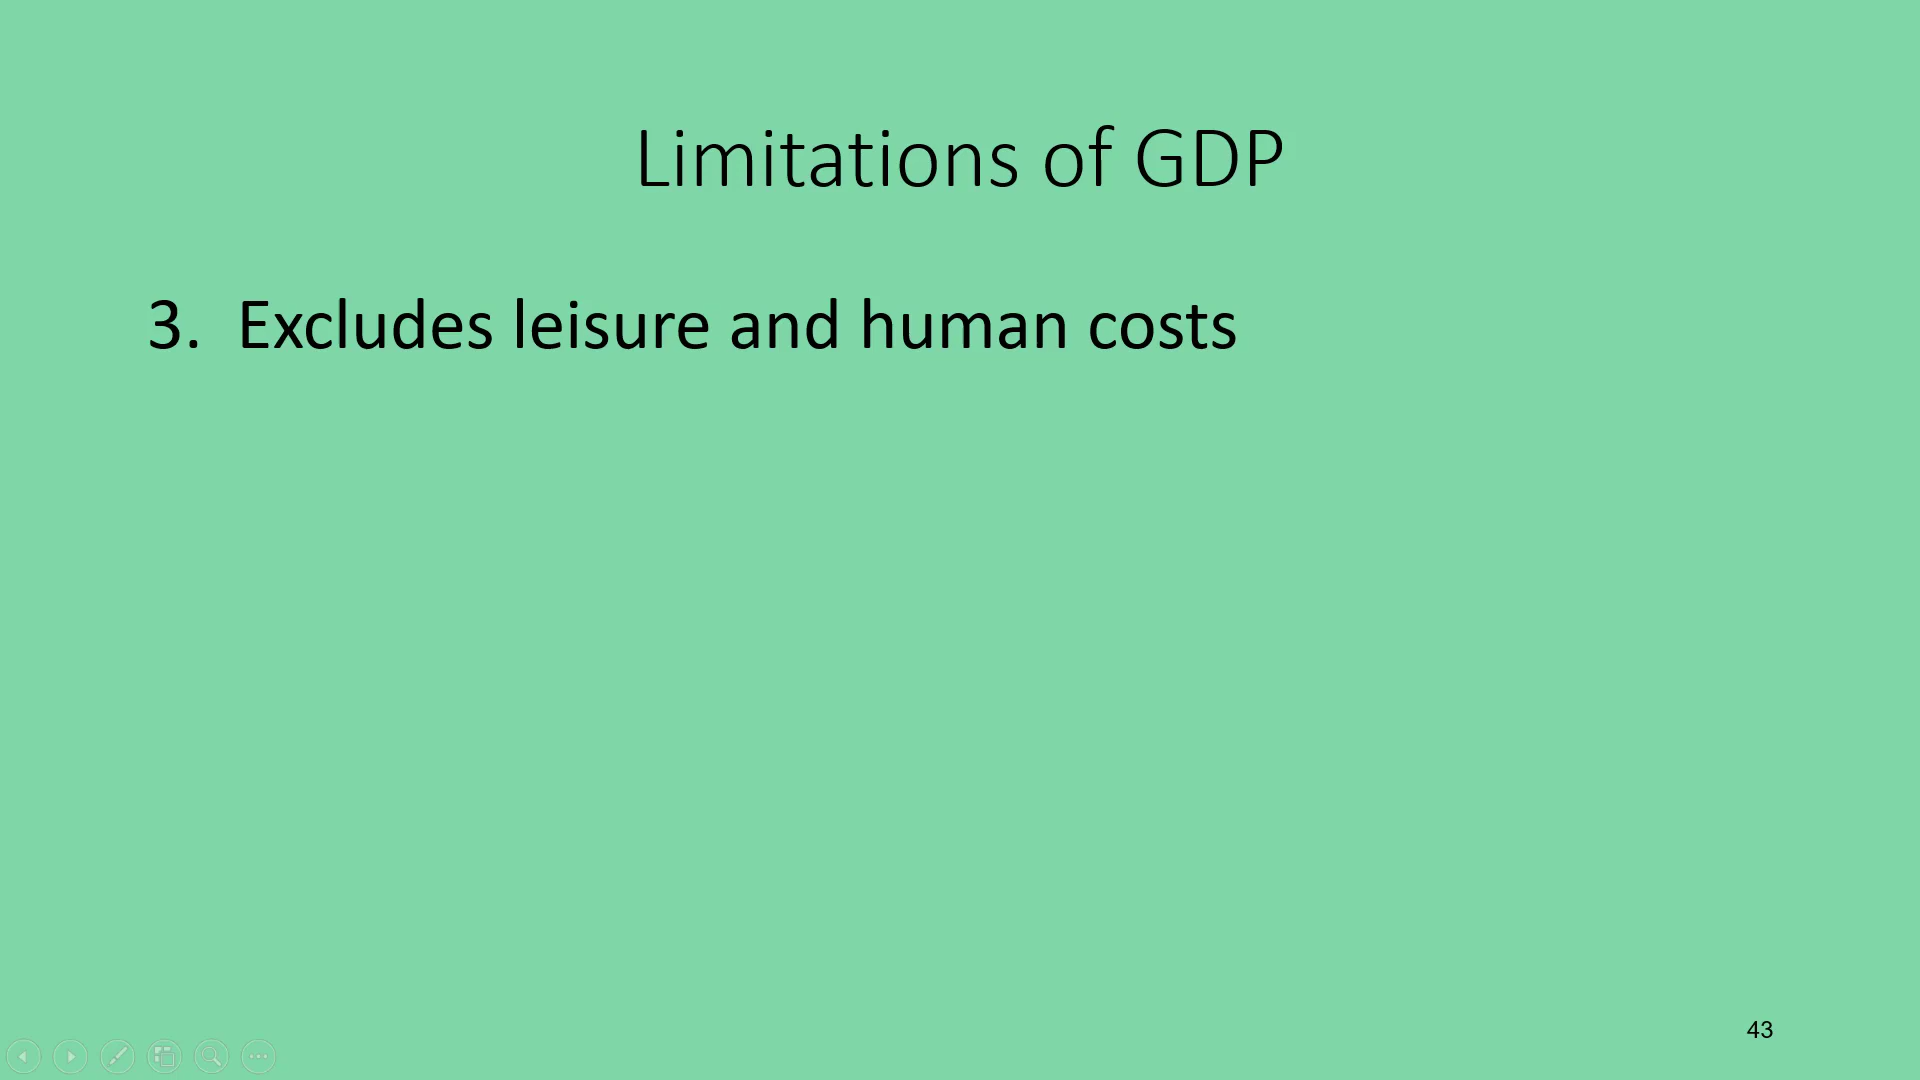 Limitations of GDP
3. Excludes leisure and human costs
43